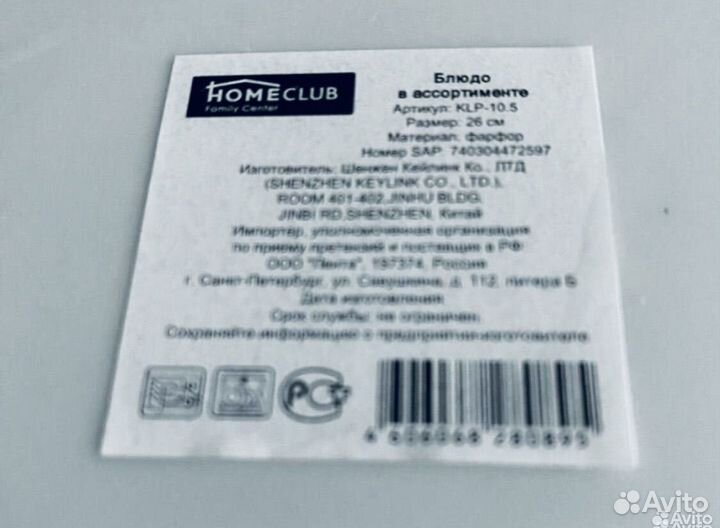 HOMECLUB
Family Center
Блюдо
в ассортименте
Артикул: KLP-10.5
Размер: 26 см
Материал: фарфор
Номер SAP: 740304472597
Изготовитель: Шенжен Кейлинк Ко., ЛТД
(SHENZHEN KEYLINK CO., LTD.),
ROOM 401-402,JINHU BLDG,
JINBI RD,SHENZHEN, Китай
Импортер, уполномоченная организация
по приему претензий и поставщик в РФ:
ООО "Лента", 197374, Россия
г. Санкт-Петербург, ул. Савушкина, д. 112, литера Б
Дата изготовления
Срок службы: не ограничен.
Сохраняйте информацию о предприятии-изготовителе
РС
Avito
Avito